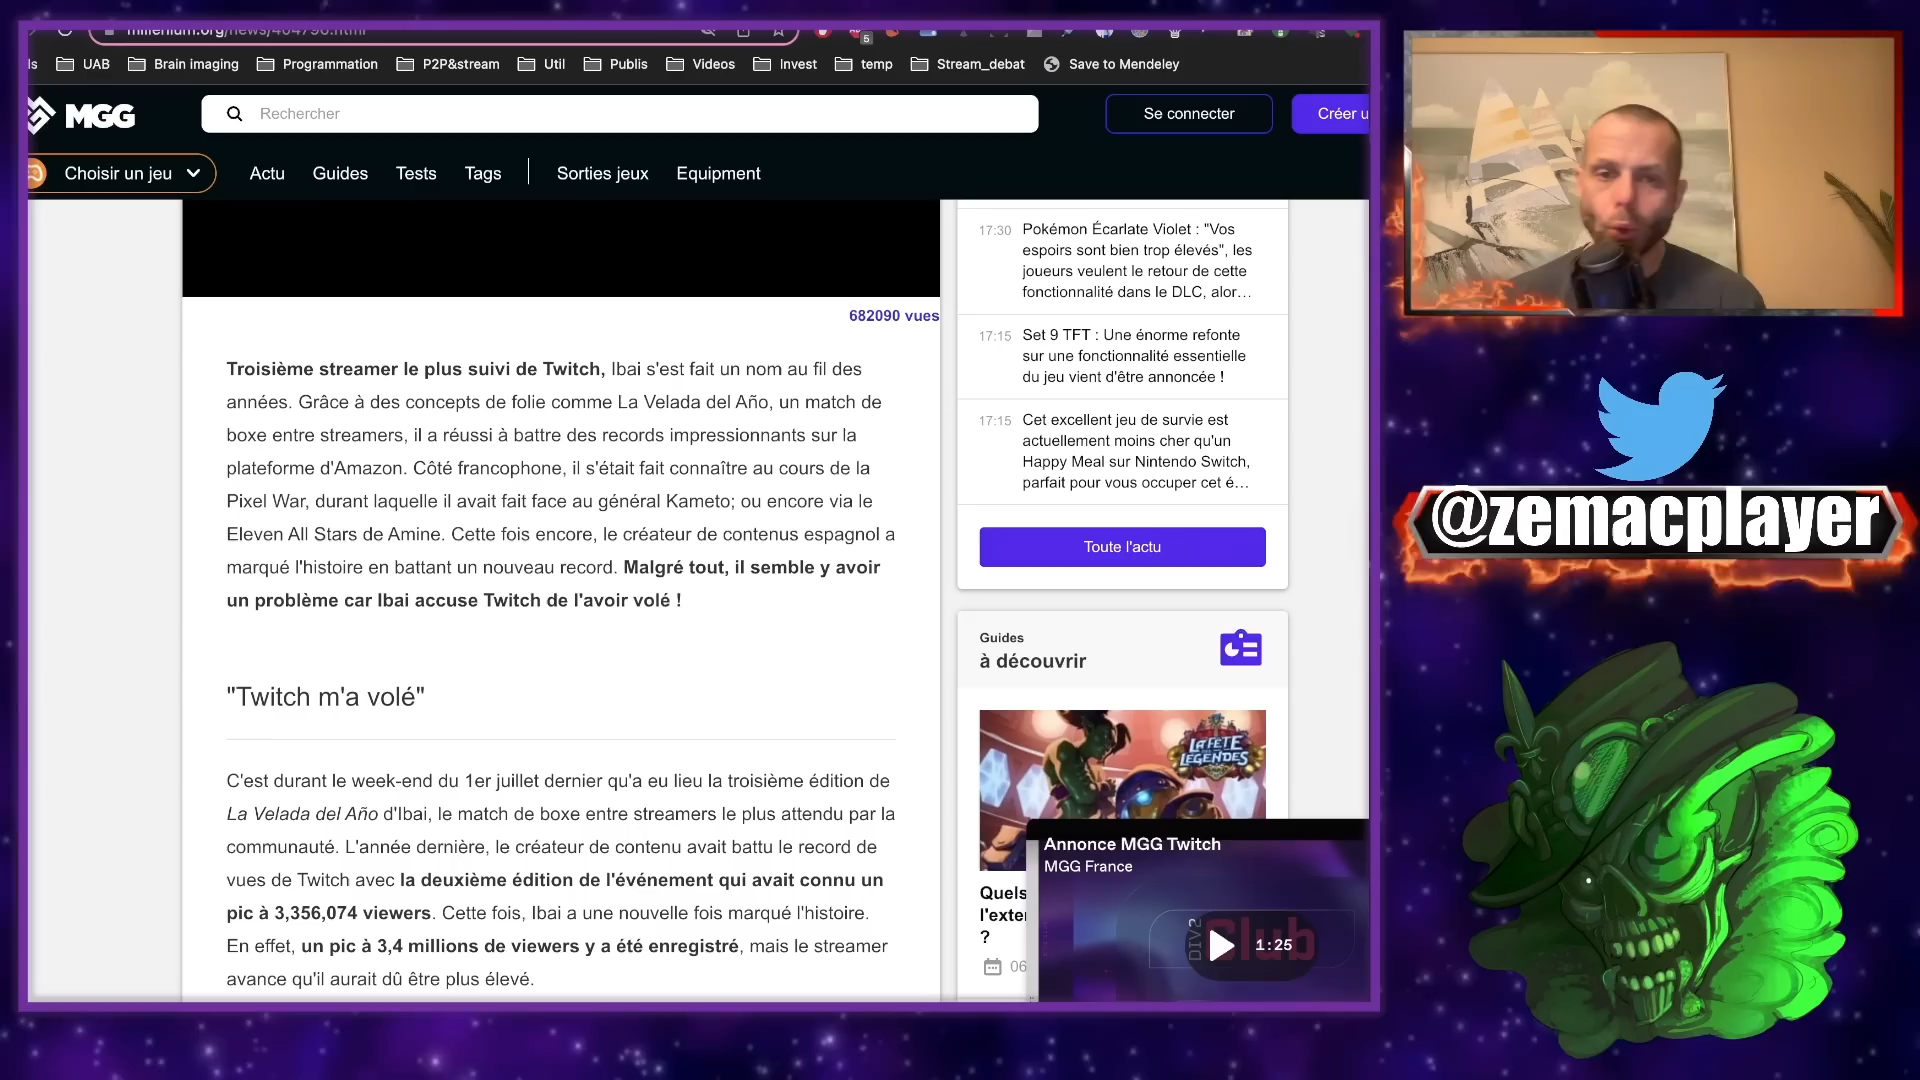 millenium.org/news/404790.html
5
ls UAB Brain imaging Programmation P2P&stream Util Publis Videos Invest temp Stream_debat Save to Mendeley
MGG Rechercher Se connecter Créer u
Choisir un jeu Actu Guides Tests Tags Sorties jeux Equipment
682090 vues
Troisième streamer le plus suivi de Twitch, Ibai s'est fait un nom au fil des
années. Grâce à des concepts de folie comme La Velada del Año, un match de
boxe entre streamers, il a réussi à battre des records impressionnants sur la
plateforme d'Amazon. Côté francophone, il s'était fait connaître au cours de la
Pixel War, durant laquelle il avait fait face au général Kameto; ou encore via le
Eleven All Stars de Amine. Cette fois encore, le créateur de contenus espagnol a
marqué l'histoire en battant un nouveau record. Malgré tout, il semble y avoir
un problème car Ibai accuse Twitch de l'avoir volé !
"Twitch m'a volé"
C'est durant le week-end du 1er juillet dernier qu'a eu lieu la troisième édition de
La Velada del Año d'Ibai, le match de boxe entre streamers le plus attendu par la
communauté. L'année dernière, le créateur de contenu avait battu le record de
vues de Twitch avec la deuxième édition de l'événement qui avait connu un
pic à 3,356,074 viewers. Cette fois, Ibai a une nouvelle fois marqué l'histoire.
En effet, un pic à 3,4 millions de viewers y a été enregistré, mais le streamer
avance qu'il aurait dû être plus élevé.
17:30 Pokémon Écarlate Violet : "Vos
espoirs sont bien trop élevés", les
joueurs veulent le retour de cette
fonctionnalité dans le DLC, alor…
17:15 Set 9 TFT : Une énorme refonte
sur une fonctionnalité essentielle
du jeu vient d'être annoncée !
17:15 Cet excellent jeu de survie est
actuellement moins cher qu'un
Happy Meal sur Nintendo Switch,
parfait pour vous occuper cet é…
Toute l'actu
Guides
à découvrir
LA FÊTE
DES
LÉGENDES
Quels
l'exter
?
06
Annonce MGG Twitch
MGG France
DIV2 Club
1:25
@zemacplayer